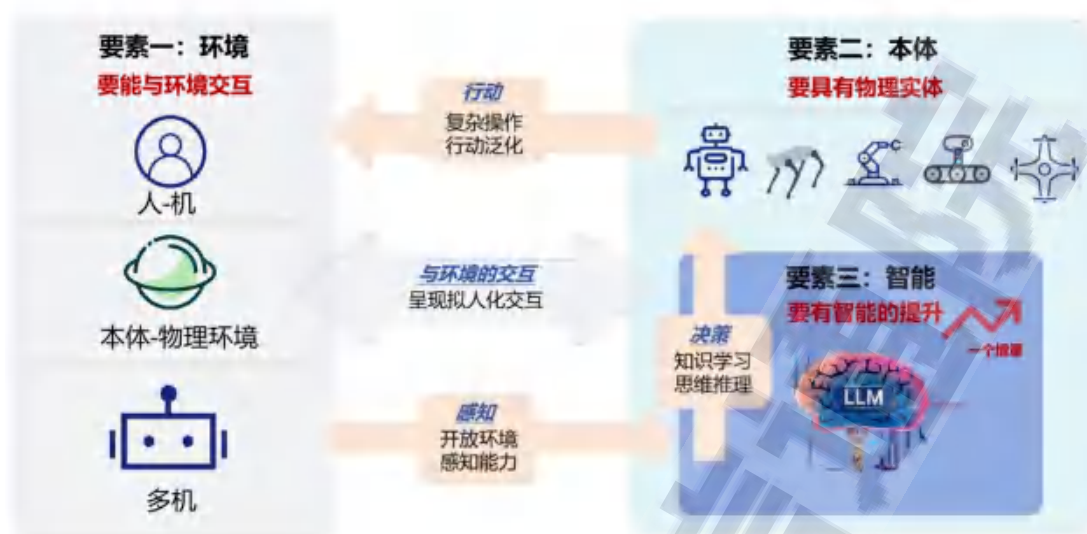 要素一：环境
要能与环境交互
人-机
本体-物理环境
多机
行动
复杂操作
行动泛化
与环境的交互
呈现拟人化交互
感知
开放环境
感知能力
要素二：本体
要具有物理实体
要素三：智能
要有智能的提升
一个增量
决策
知识学习
思维推理
LLM